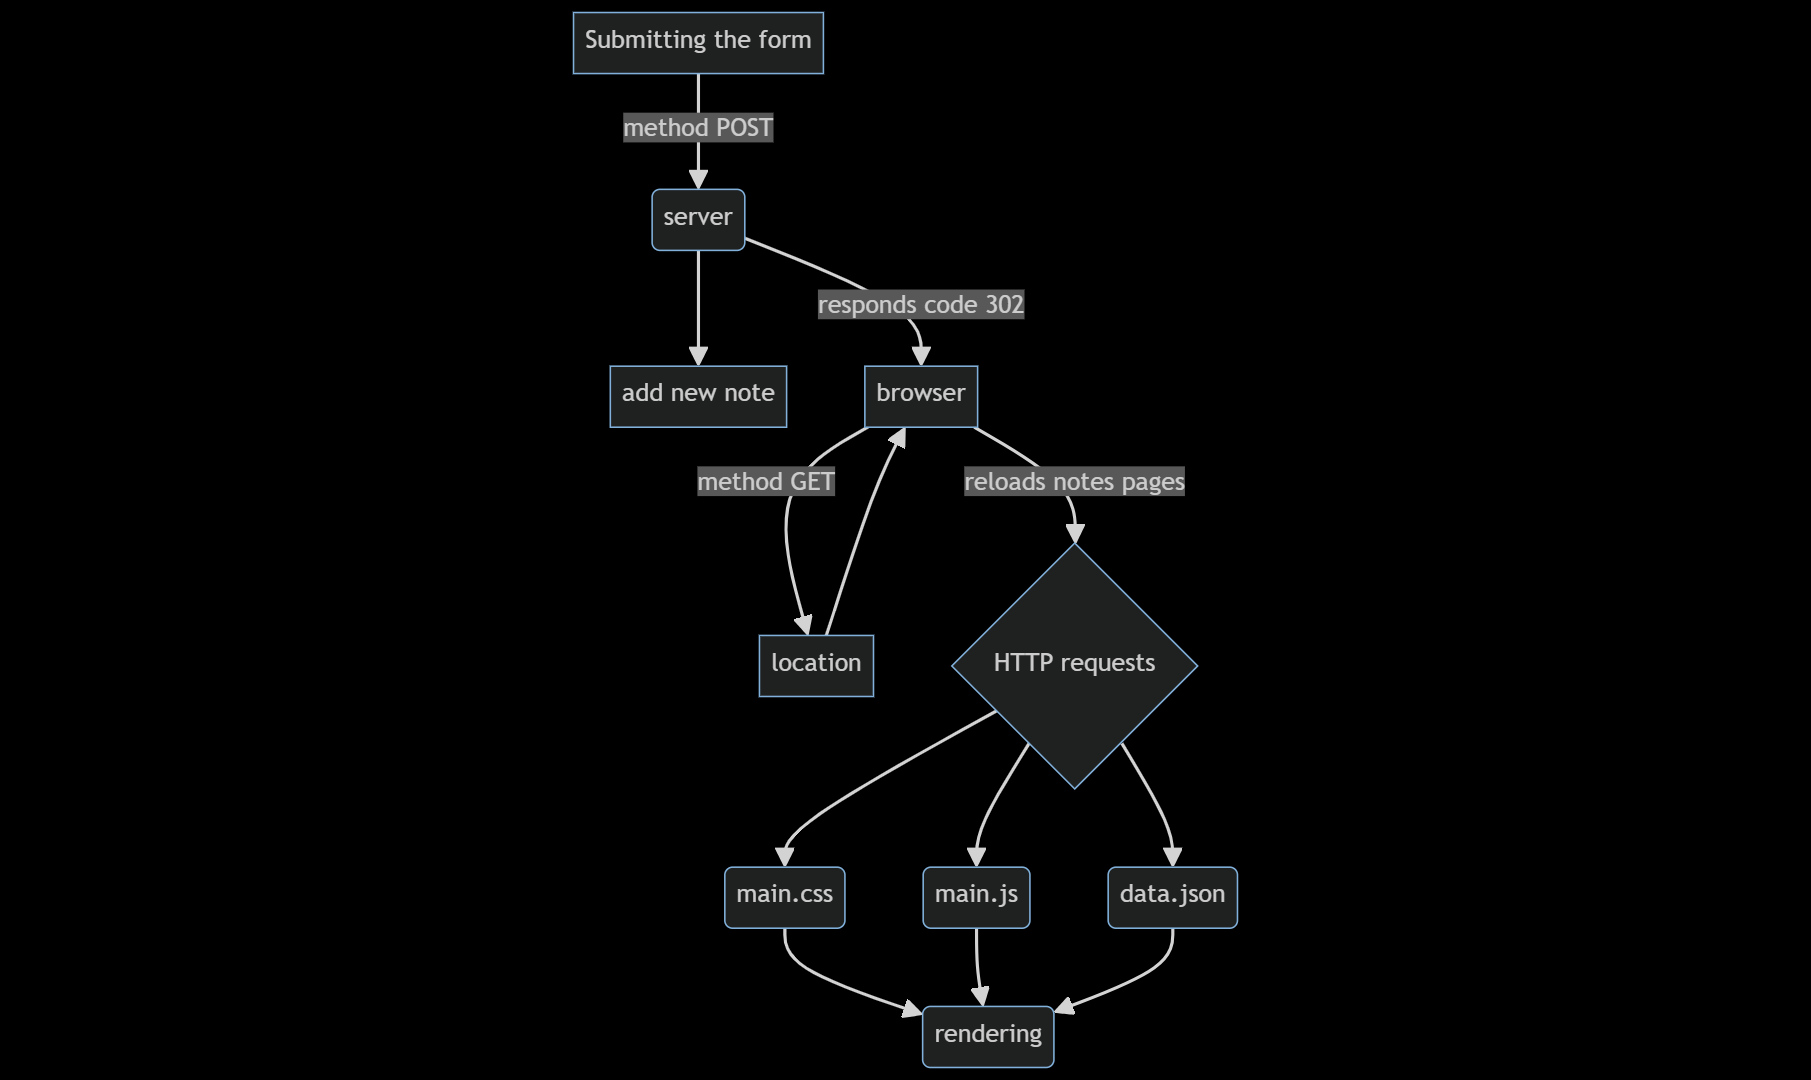 Submitting the form
method POST
server
responds code 302
add new note
browser
method GET
reloads notes pages
location
HTTP requests
main.css
main.js
data.json
rendering